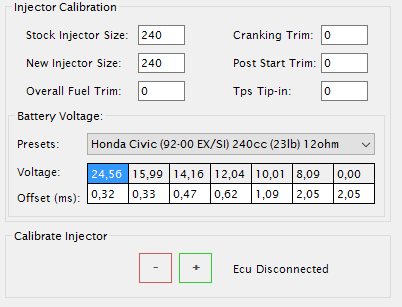 Injector Calibration
Stock Injector Size: 240 Cranking Trim: 0
New Injector Size: 240 Post Start Trim: 0
Overall Fuel Trim: 0 Tps Tip-in: 0
Battery Voltage:
Presets: Honda Civic (92-00 EX/SI) 240cc (23lb) 12ohm
Voltage: 24,56 15,99 14,16 12,04 10,01 8,09 0,00
Offset (ms): 0,32 0,33 0,47 0,62 1,09 2,05 2,05
Calibrate Injector
- + Ecu Disconnected